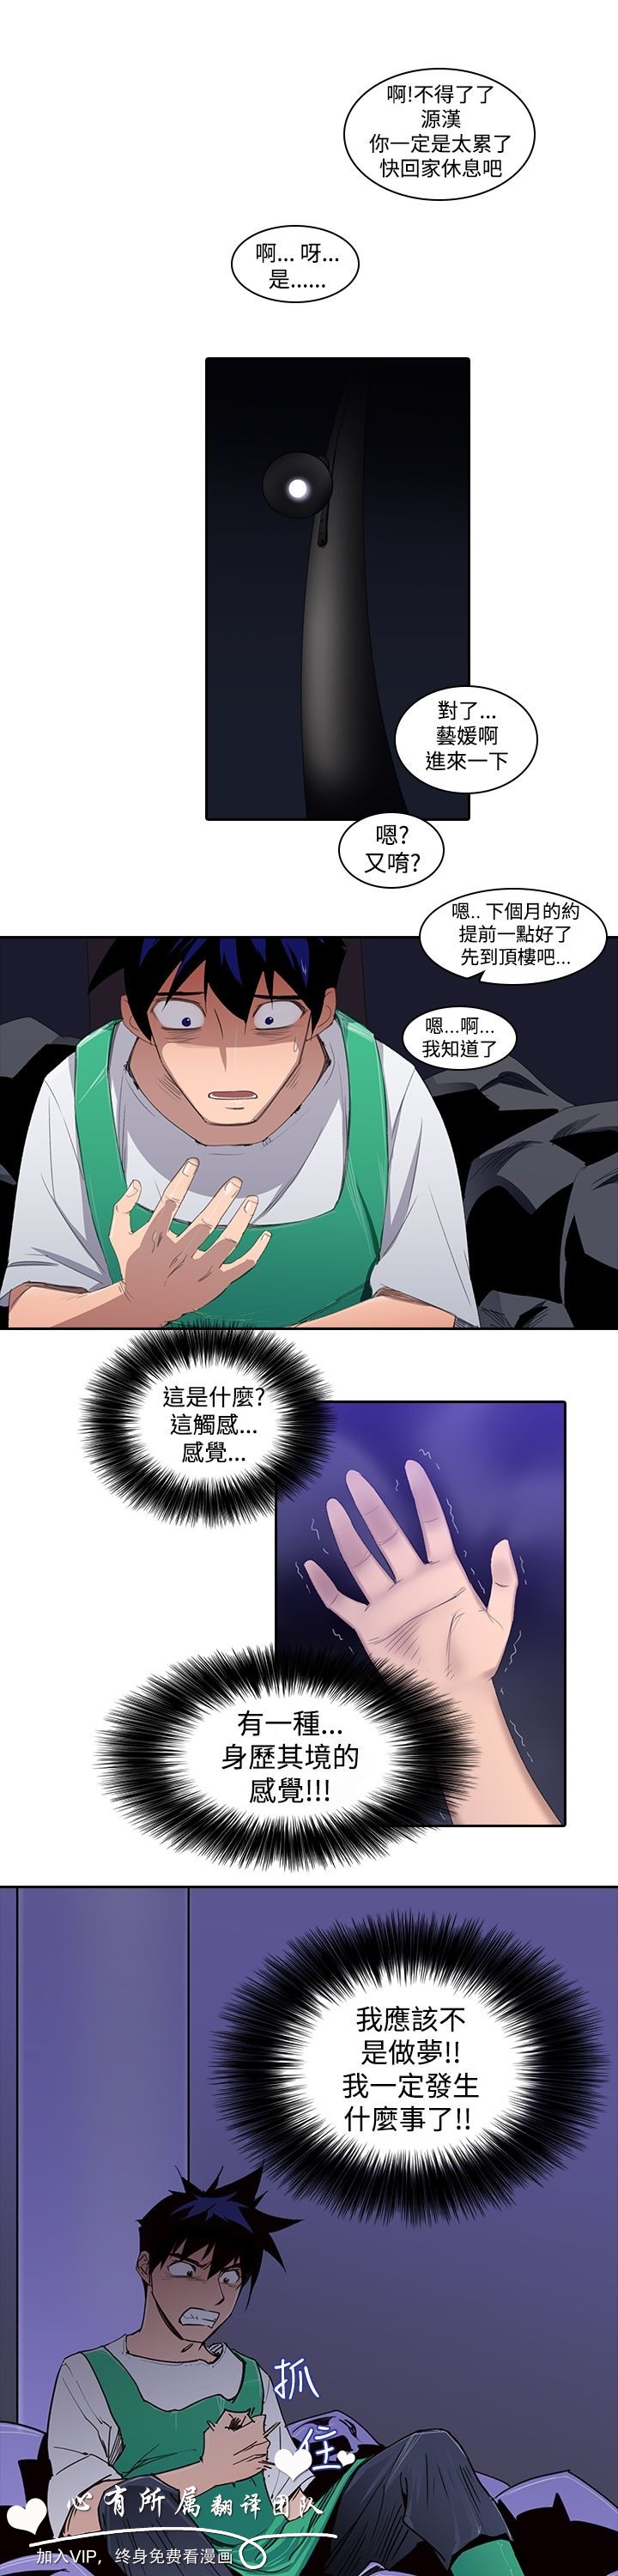 啊!不得了了
源漢
你一定是太累了
快回家休息吧
啊... 呀...
是......
對了...
藝媛啊
進來一下
嗯?
又唷?
嗯.. 下個月的約
提前一點好了
先到頂樓吧...
嗯...啊...
我知道了
這是什麼?
這觸感...
感覺...
有一種...
身歷其境的
感覺!!!
我應該不
是做夢!!
我一定發生
什麼事了!!
抓
住
心有所属翻译团队
加入VIP，终身免费看漫画